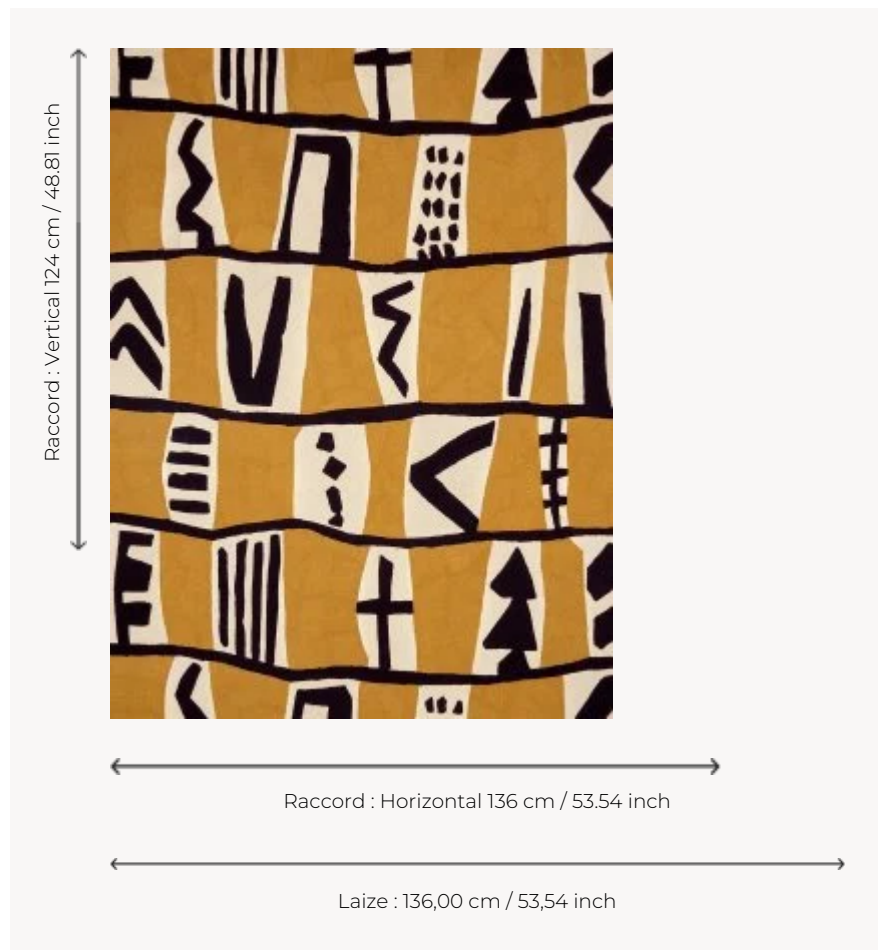 Raccord : Vertical 124 cm / 48.81 inch
Raccord : Horizontal 136 cm / 53.54 inch
Laize : 136,00 cm / 53,54 inch